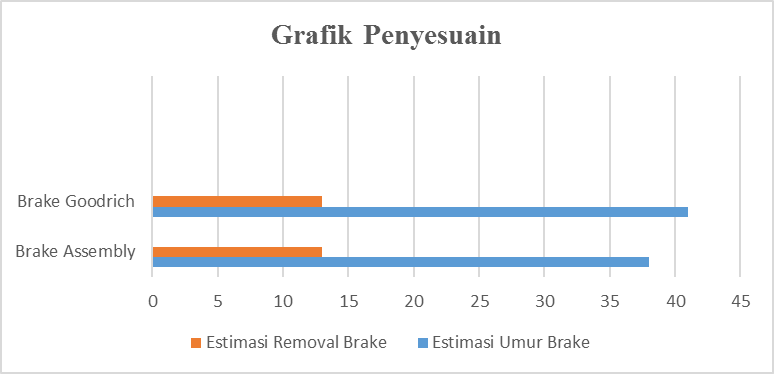 Grafik Penyesuain
Brake Goodrich
Brake Assembly
0 5 10 15 20 25 30 35 40 45
Estimasi Removal Brake Estimasi Umur Brake